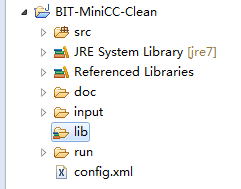 BIT-MiniCC-Clean
src
JRE System Library [jre7]
Referenced Libraries
doc
input
lib
run
config.xml